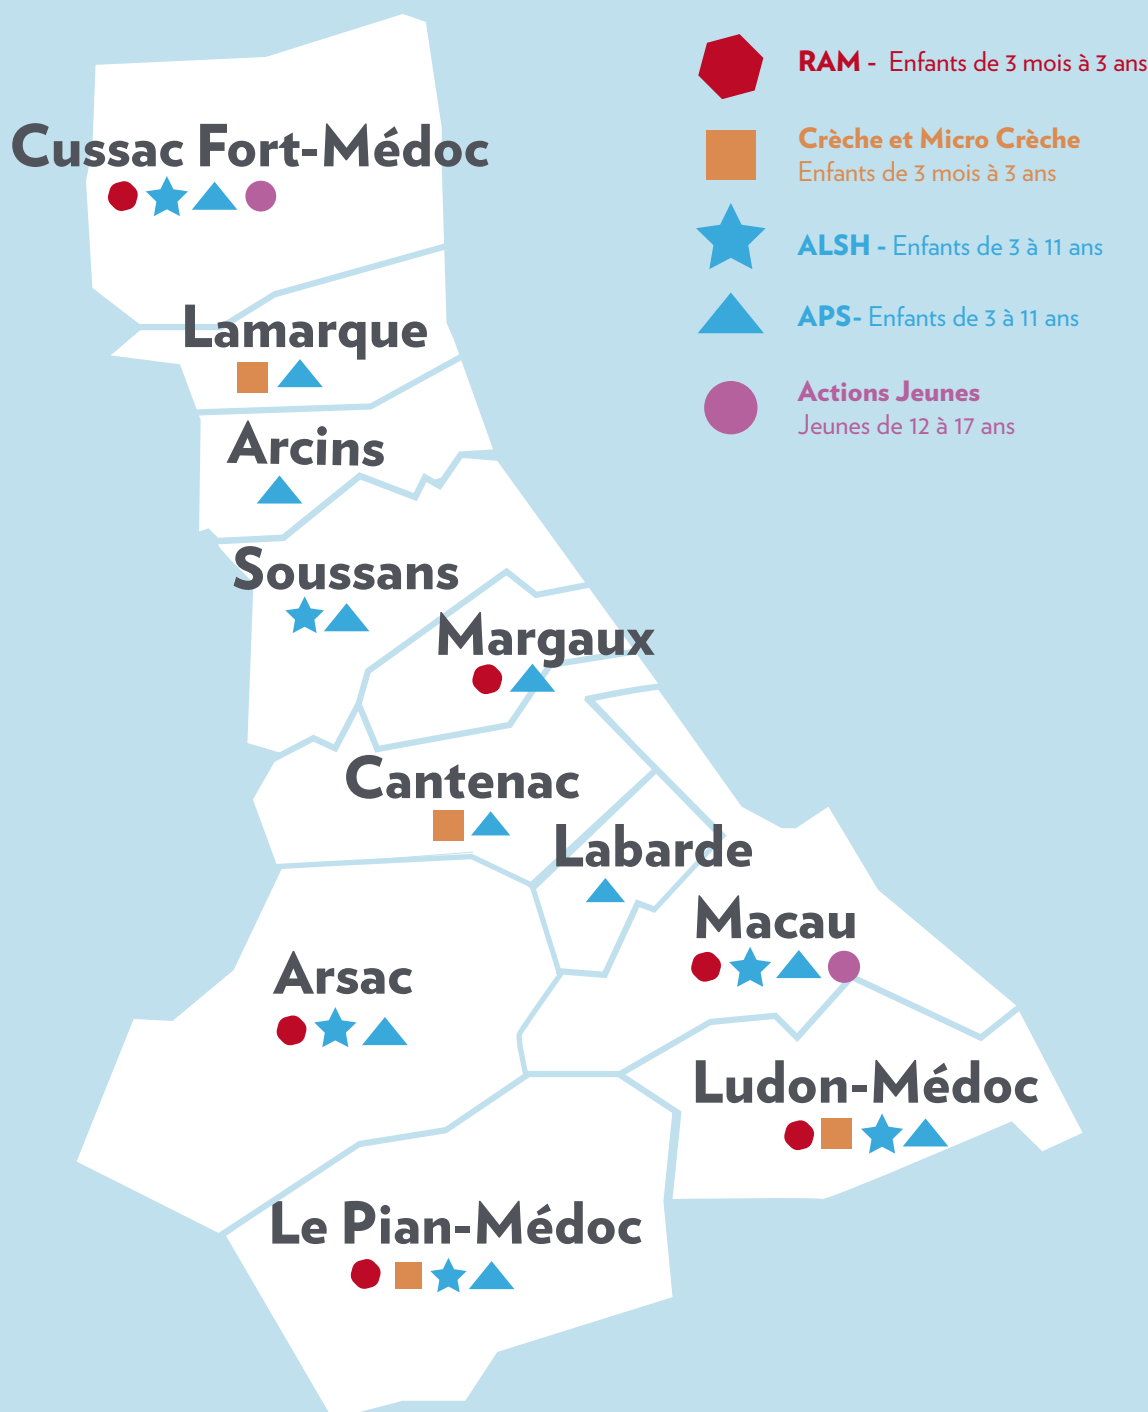 RAM - Enfants de 3 mois à 3 ans
Crèche et Micro Crèche
Enfants de 3 mois à 3 ans
ALSH - Enfants de 3 à 11 ans
APS- Enfants de 3 à 11 ans
Actions Jeunes
Jeunes de 12 à 17 ans
Cussac Fort-Médoc
Lamarque
Arcins
Soussans
Margaux
Cantenac
Labarde
Macau
Arsac
Ludon-Médoc
Le Pian-Médoc